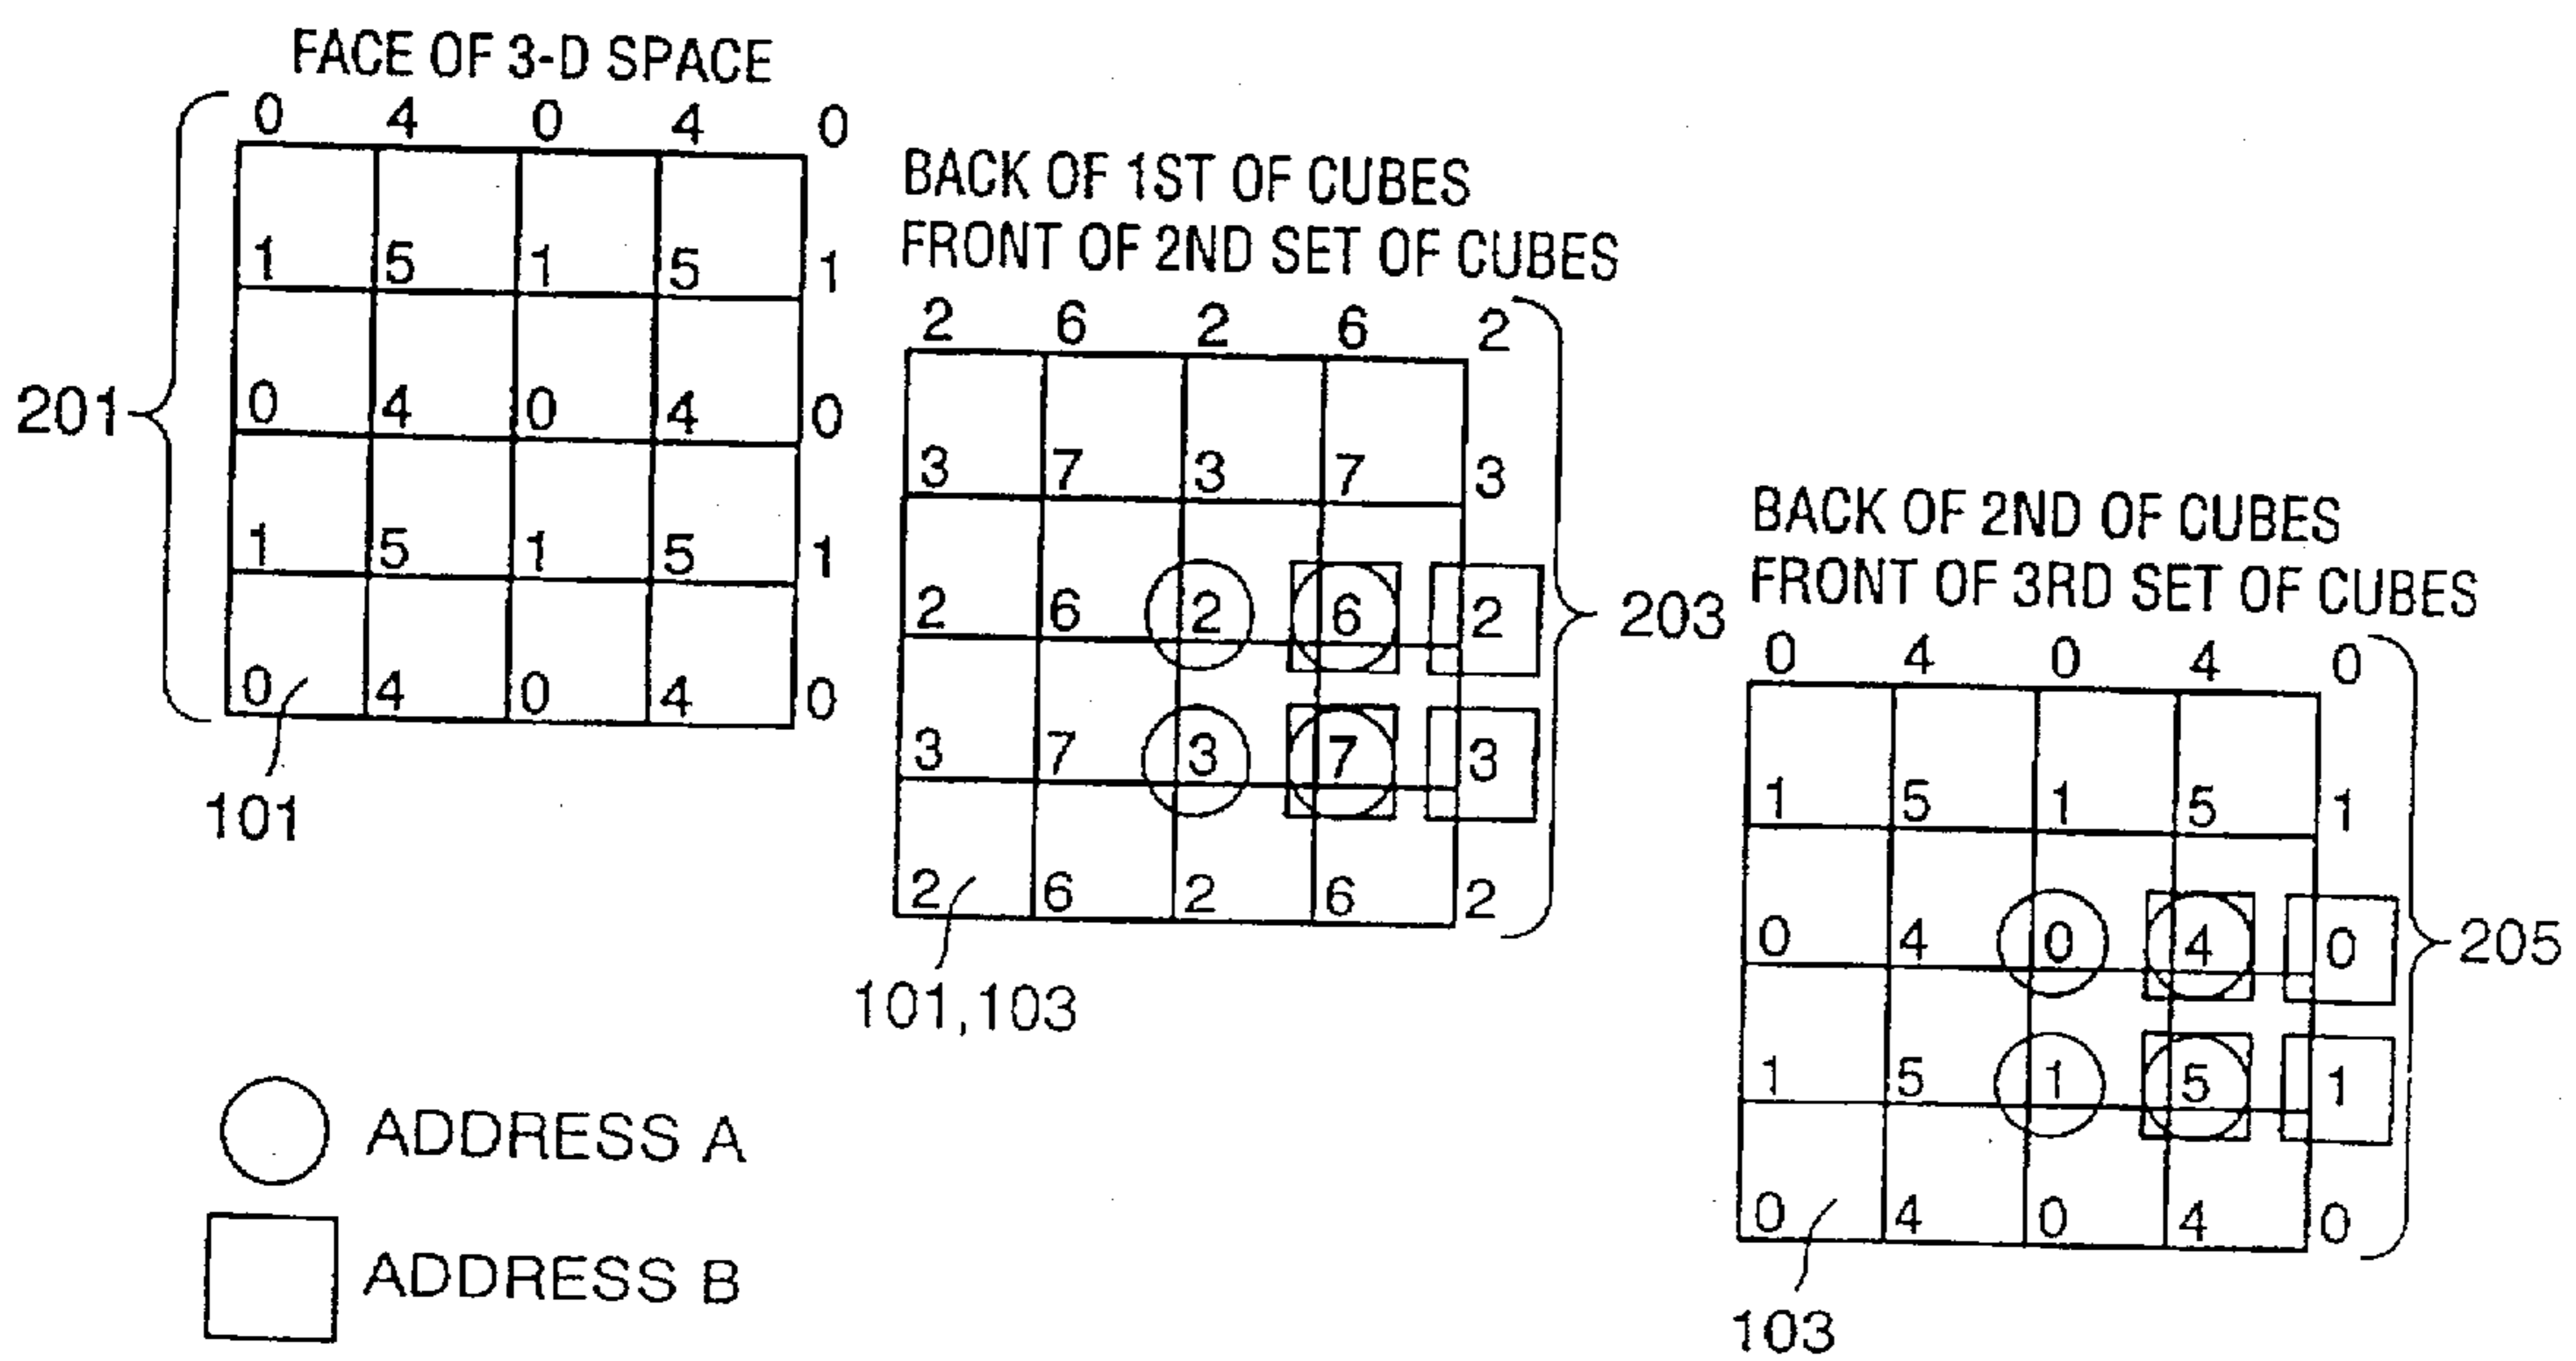 FACE OF 3-D SPACE
0 4 0 4 0
1 5 1 5 1
0 4 0 4 0
1 5 1 5 1
0 4 0 4 0
201
101
BACK OF 1ST OF CUBES
FRONT OF 2ND SET OF CUBES
2 6 2 6 2
3 7 3 7 3
2 6 2 6 2
3 7 3 7 3
2 6 2 6 2
203
101,103
BACK OF 2ND OF CUBES
FRONT OF 3RD SET OF CUBES
0 4 0 4 0
1 5 1 5 1
0 4 0 4 0
1 5 1 5 1
0 4 0 4 0
205
103
ADDRESS A
ADDRESS B